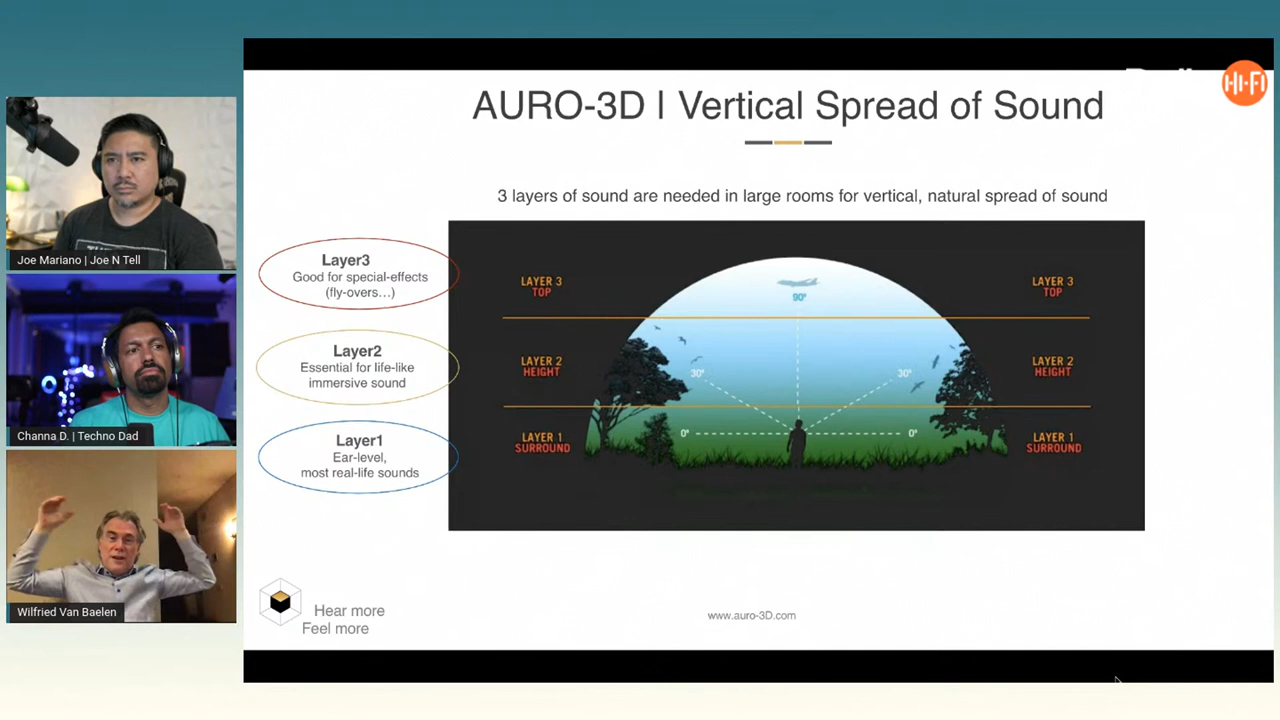 HI-FI
AURO-3D | Vertical Spread of Sound
3 layers of sound are needed in large rooms for vertical, natural spread of sound
Layer3
Good for special-effects
(fly-overs…)
Layer2
Essential for life-like
immersive sound
Layer1
Ear-level,
most real-life sounds
LAYER 3
TOP
90°
LAYER 3
TOP
LAYER 2
HEIGHT
30°
30°
LAYER 2
HEIGHT
LAYER 1
SURROUND
0°
0°
LAYER 1
SURROUND
Hear more
Feel more
www.auro-3D.com
Joe Mariano | Joe N Tell
Channa D. | Techno Dad
Wilfried Van Baelen